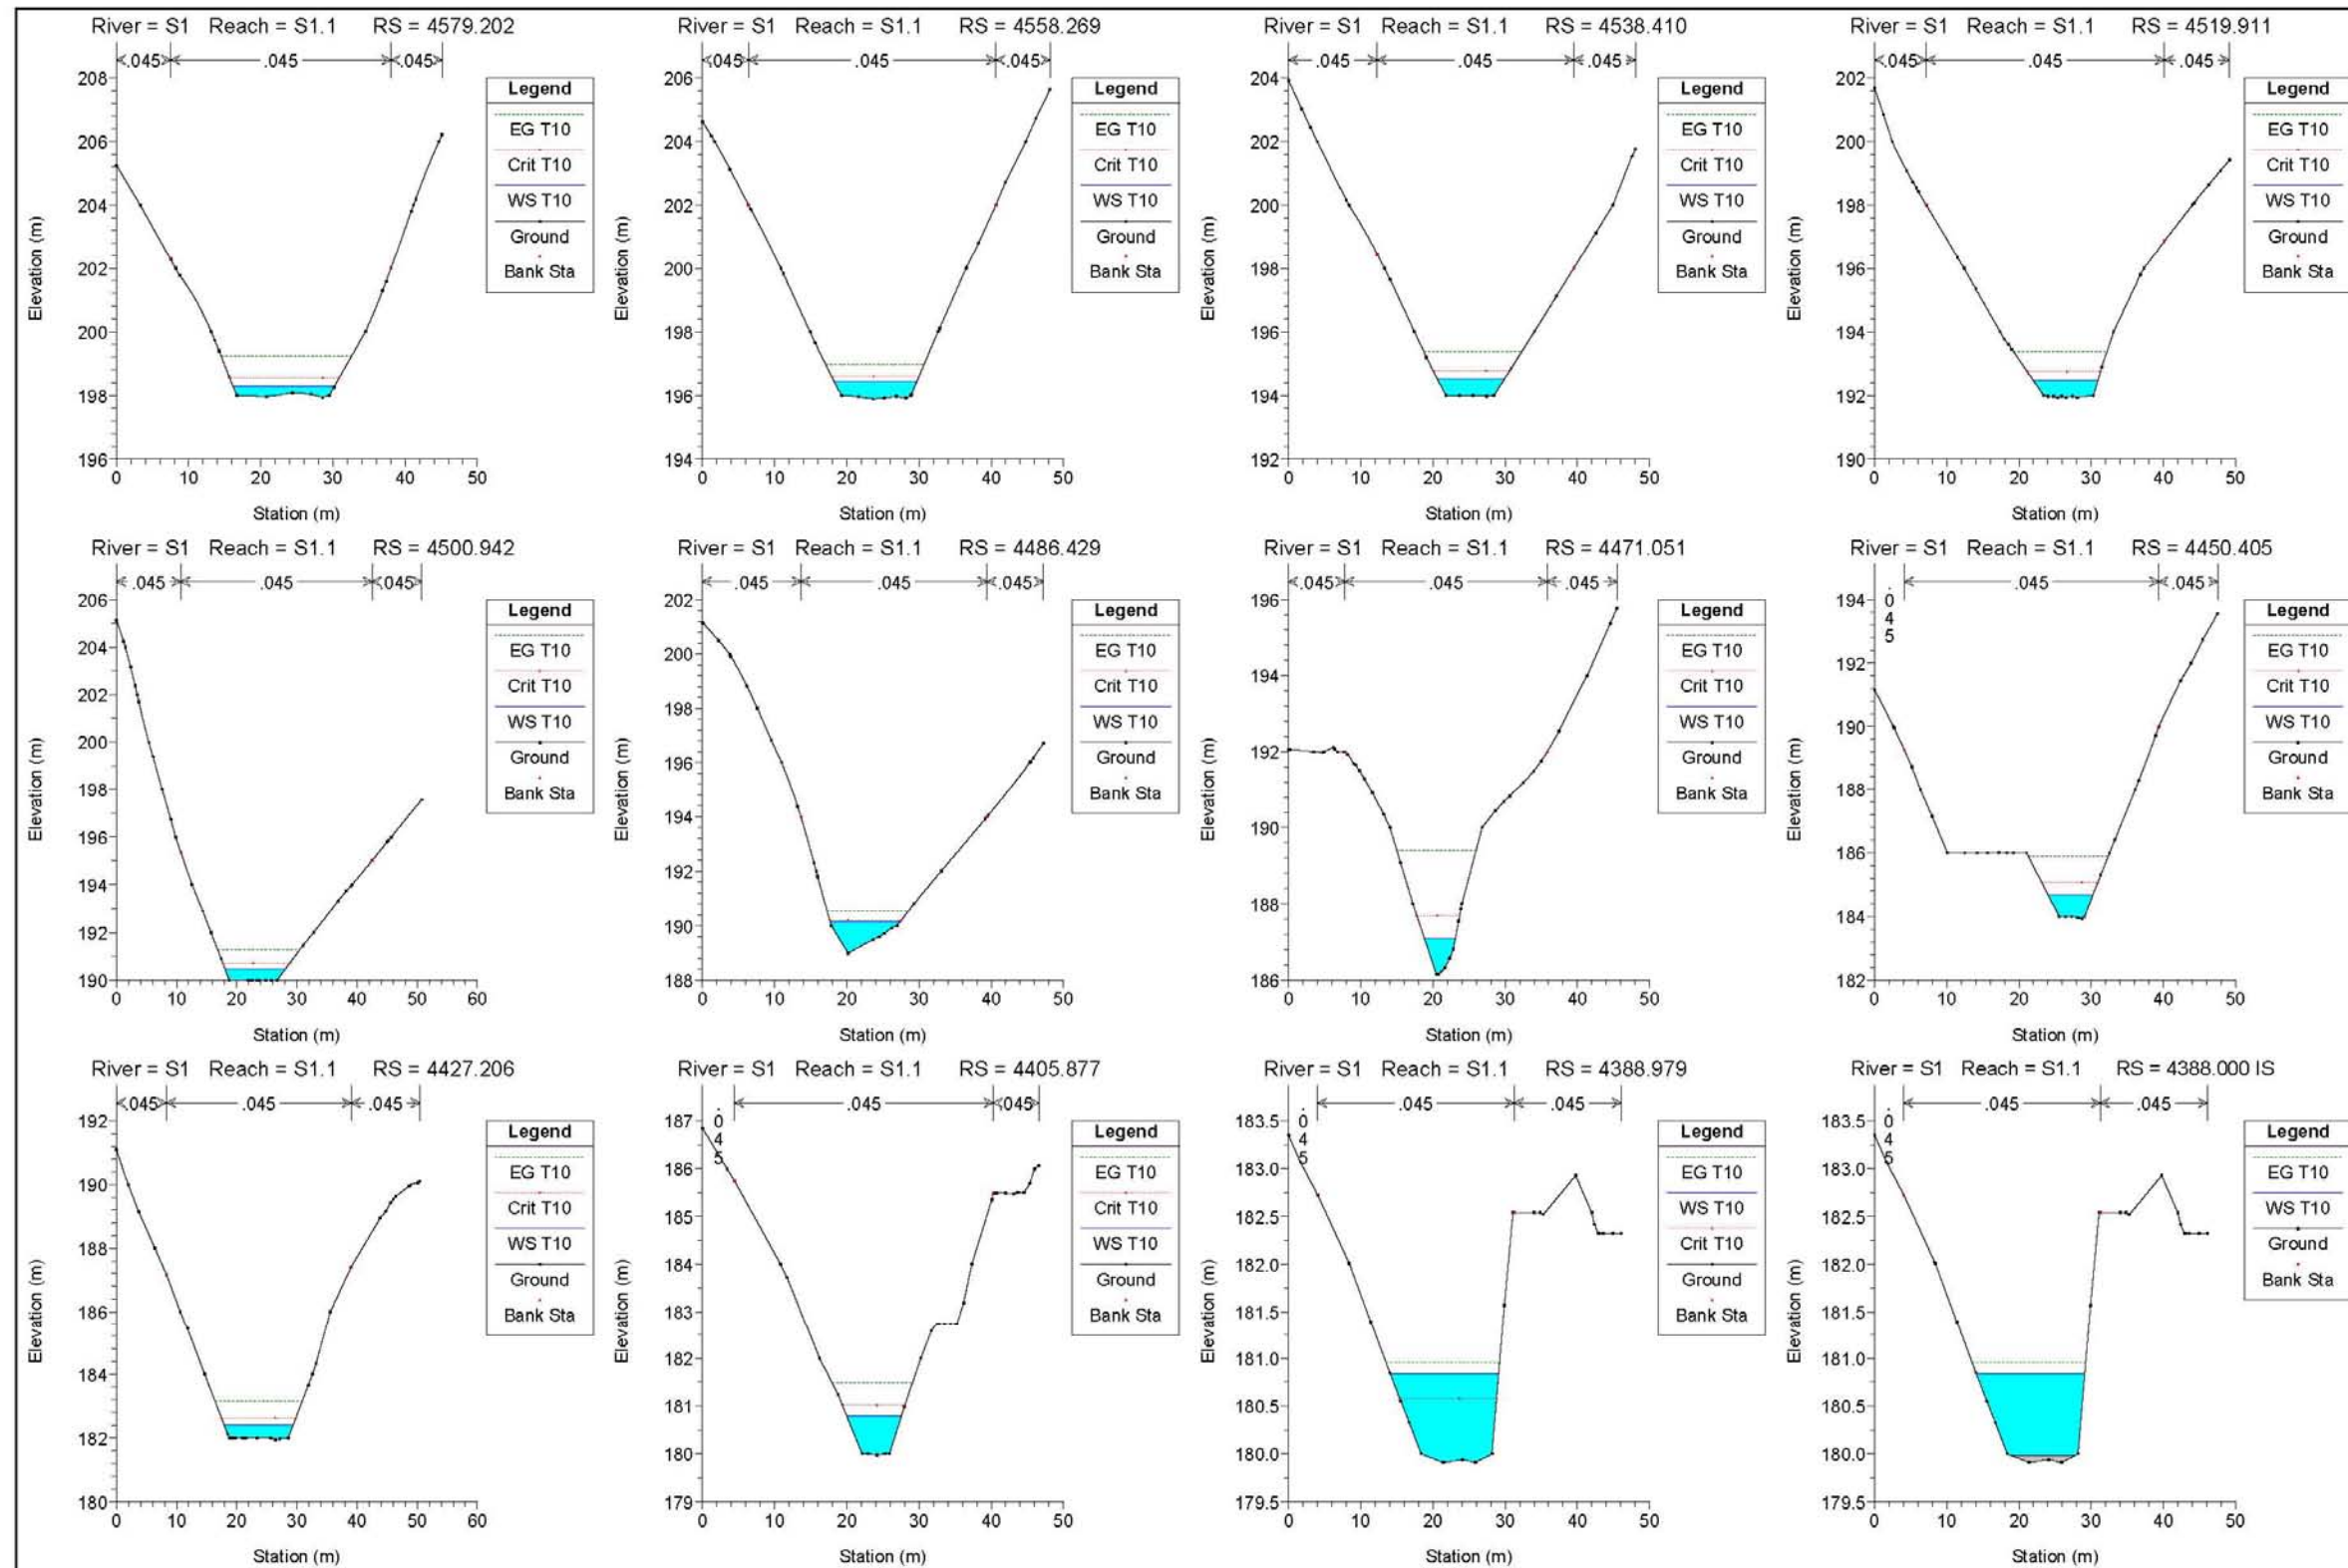 River = S1 Reach = S1.1 RS = 4579.202
.045 .045 .045
208
206
204
202
200
198
196
0 10 20 30 40 50
Elevation (m)
Station (m)
Legend
EG T10
Crit T10
WS T10
Ground
Bank Sta
River = S1 Reach = S1.1 RS = 4558.269
.045 .045 .045
206
204
202
200
198
196
194
0 10 20 30 40 50
Elevation (m)
Station (m)
Legend
EG T10
Crit T10
WS T10
Ground
Bank Sta
River = S1 Reach = S1.1 RS = 4538.410
.045 .045 .045
204
202
200
198
196
194
192
0 10 20 30 40 50
Elevation (m)
Station (m)
Legend
EG T10
Crit T10
WS T10
Ground
Bank Sta
River = S1 Reach = S1.1 RS = 4519.911
.045 .045 .045
202
200
198
196
194
192
190
0 10 20 30 40 50
Elevation (m)
Station (m)
Legend
EG T10
Crit T10
WS T10
Ground
Bank Sta
River = S1 Reach = S1.1 RS = 4500.942
.045 .045 .045
206
204
202
200
198
196
194
192
190
0 10 20 30 40 50 60
Elevation (m)
Station (m)
Legend
EG T10
Crit T10
WS T10
Ground
Bank Sta
River = S1 Reach = S1.1 RS = 4486.429
.045 .045 .045
202
200
198
196
194
192
190
188
0 10 20 30 40 50
Elevation (m)
Station (m)
Legend
EG T10
Crit T10
WS T10
Ground
Bank Sta
River = S1 Reach = S1.1 RS = 4471.051
.045 .045 .045
196
194
192
190
188
186
0 10 20 30 40 50
Elevation (m)
Station (m)
Legend
EG T10
Crit T10
WS T10
Ground
Bank Sta
River = S1 Reach = S1.1 RS = 4450.405
.045 .045 .045
194
192
190
188
186
184
182
0 10 20 30 40 50
Elevation (m)
Station (m)
Legend
EG T10
Crit T10
WS T10
Ground
Bank Sta
River = S1 Reach = S1.1 RS = 4427.206
.045 .045 .045
192
190
188
186
184
182
180
0 10 20 30 40 50 60
Elevation (m)
Station (m)
Legend
EG T10
Crit T10
WS T10
Ground
Bank Sta
River = S1 Reach = S1.1 RS = 4405.877
.045 .045 .045
187
186
185
184
183
182
181
180
179
0 10 20 30 40 50
Elevation (m)
Station (m)
Legend
EG T10
Crit T10
WS T10
Ground
Bank Sta
River = S1 Reach = S1.1 RS = 4388.979
.045 .045 .045
183.5
183.0
182.5
182.0
181.5
181.0
180.5
180.0
179.5
0 10 20 30 40 50
Elevation (m)
Station (m)
Legend
EG T10
WS T10
Crit T10
Ground
Bank Sta
River = S1 Reach = S1.1 RS = 4388.000 IS
.045 .045 .045
183.5
183.0
182.5
182.0
181.5
181.0
180.5
180.0
179.5
0 10 20 30 40 50
Elevation (m)
Station (m)
Legend
EG T10
WS T10
Ground
Bank Sta